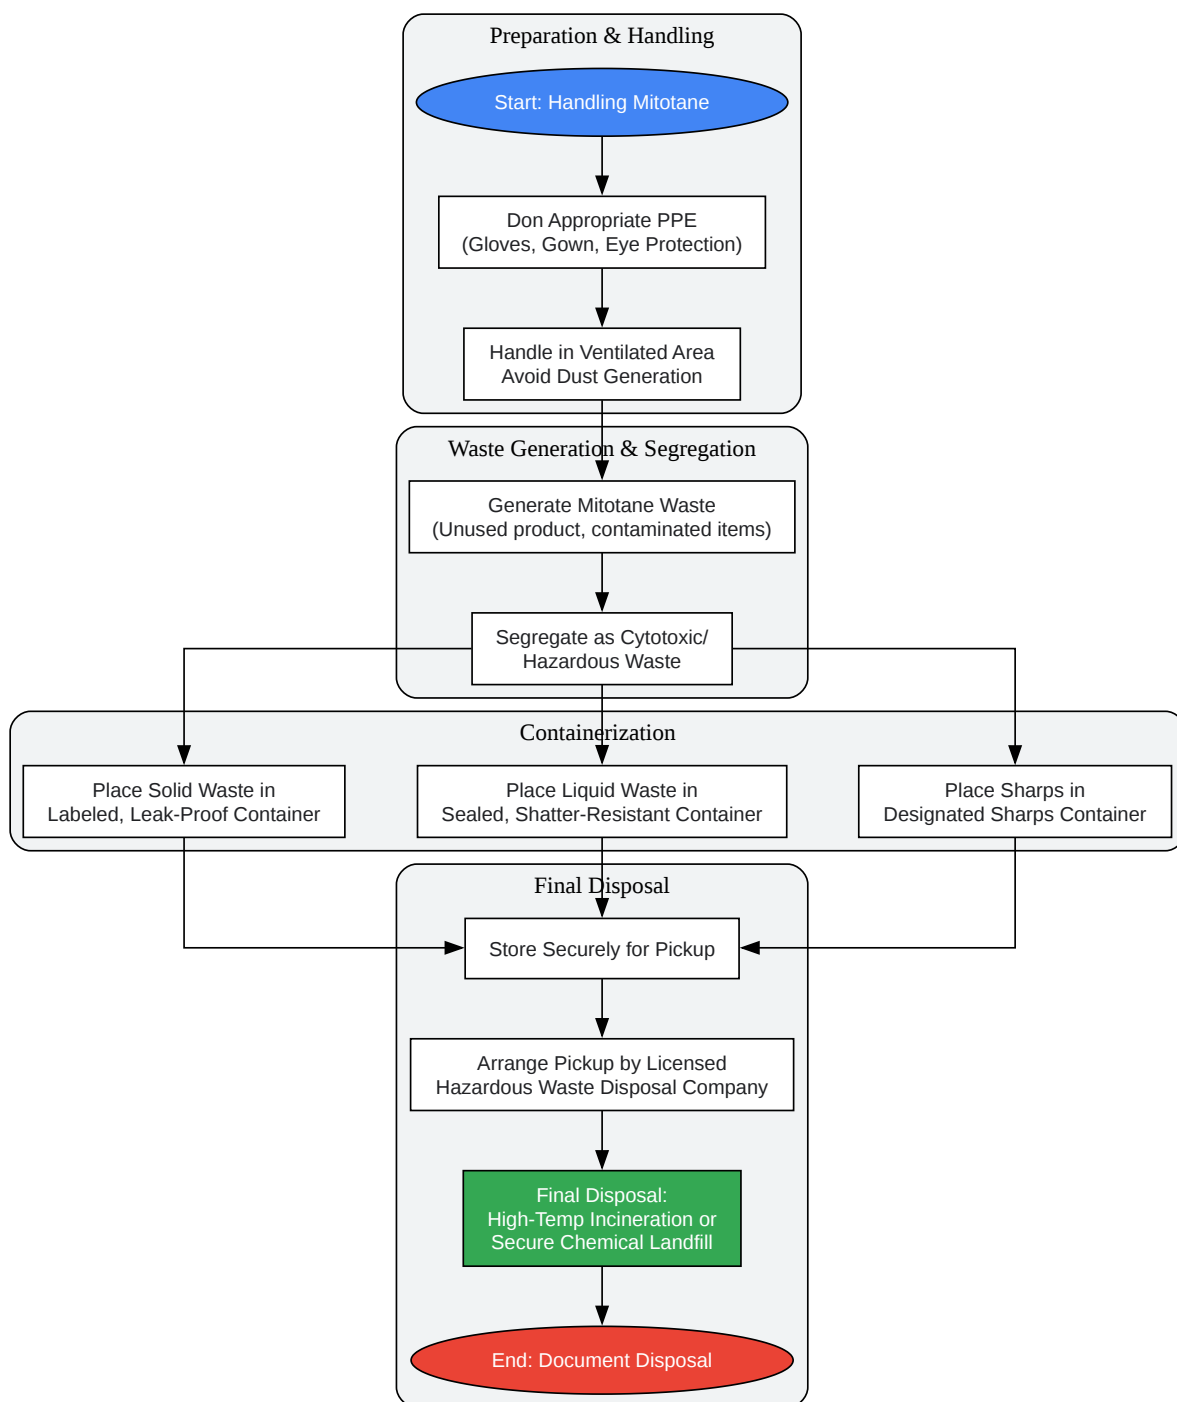 Preparation & Handling
Start: Handling Mitotane
Don Appropriate PPE
(Gloves, Gown, Eye Protection)
Handle in Ventilated Area
Avoid Dust Generation
Waste Generation & Segregation
Generate Mitotane Waste
(Unused product, contaminated items)
Segregate as Cytotoxic/
Hazardous Waste
Containerization
Place Solid Waste in
Labeled, Leak-Proof Container
Place Liquid Waste in
Sealed, Shatter-Resistant Container
Place Sharps in
Designated Sharps Container
Final Disposal
Store Securely for Pickup
Arrange Pickup by Licensed
Hazardous Waste Disposal Company
Final Disposal:
High-Temp Incineration or
Secure Chemical Landfill
End: Document Disposal